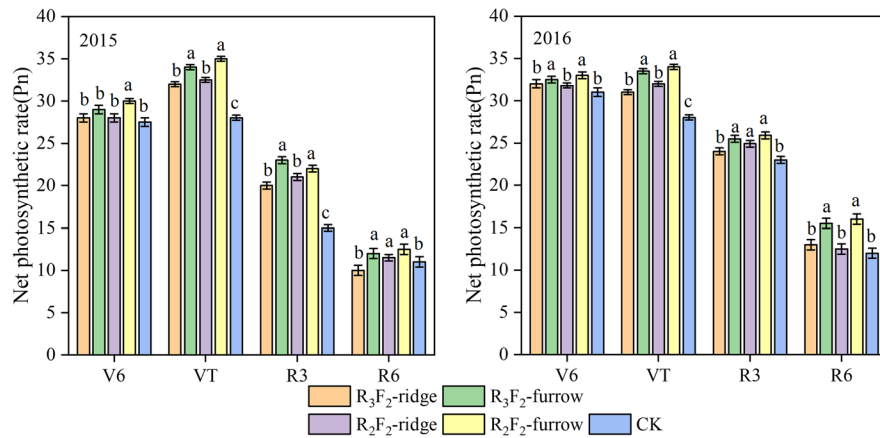 2015
Net photosynthetic rate(Pn)
40
35
30
25
20
15
10
5
0
b b b a b
b a b a c
b a b a c
b a a a b
V6 VT R3 R6
2016
Net photosynthetic rate(Pn)
40
35
30
25
20
15
10
5
0
b a b a b
b a b a c
b a a a b
b a b a b
V6 VT R3 R6
R₃F₂-ridge R₃F₂-furrow
R₂F₂-ridge R₂F₂-furrow CK